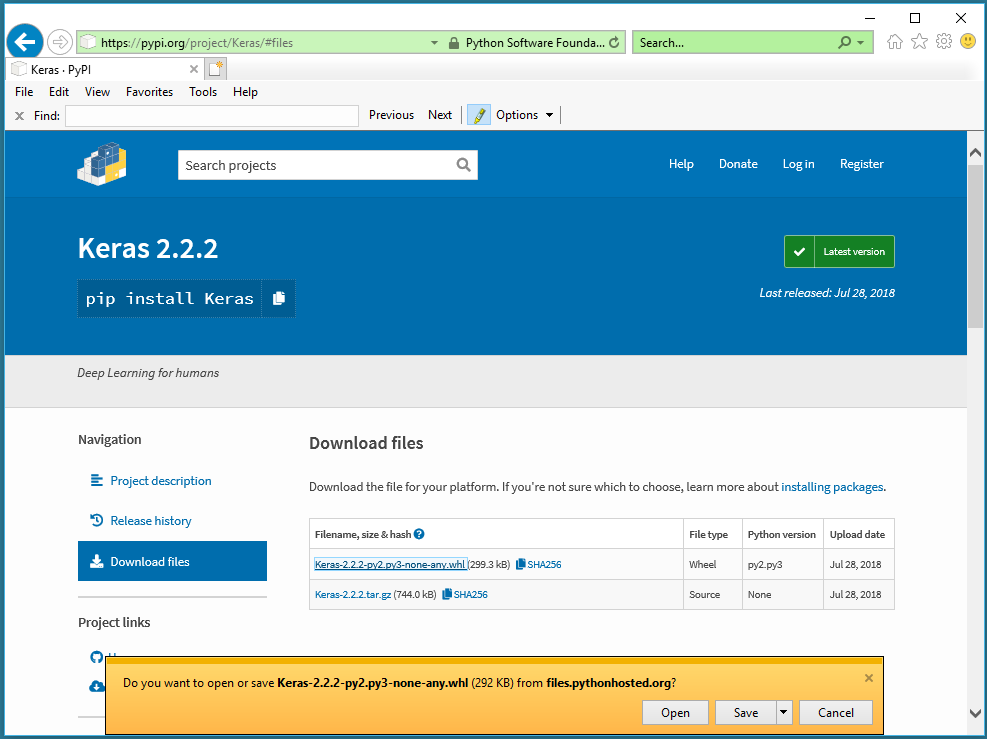 https://pypi.org/project/Keras/#files
Python Software Founda...
Search...
Keras · PyPI
File Edit View Favorites Tools Help
Find:
Previous Next Options
Search projects
Help Donate Log in Register
Keras 2.2.2
Latest version
pip install Keras
Last released: Jul 28, 2018
Deep Learning for humans
Navigation
Project description
Release history
Download files
Project links
Download files
Download the file for your platform. If you're not sure which to choose, learn more about installing packages.
Filename, size & hash ? File type Python version Upload date
Keras-2.2.2-py2.py3-none-any.whl (299.3 kB) SHA256 Wheel py2.py3 Jul 28, 2018
Keras-2.2.2.tar.gz (744.0 kB) SHA256 Source None Jul 28, 2018
Do you want to open or save Keras-2.2.2-py2.py3-none-any.whl (292 KB) from files.pythonhosted.org?
Open Save Cancel